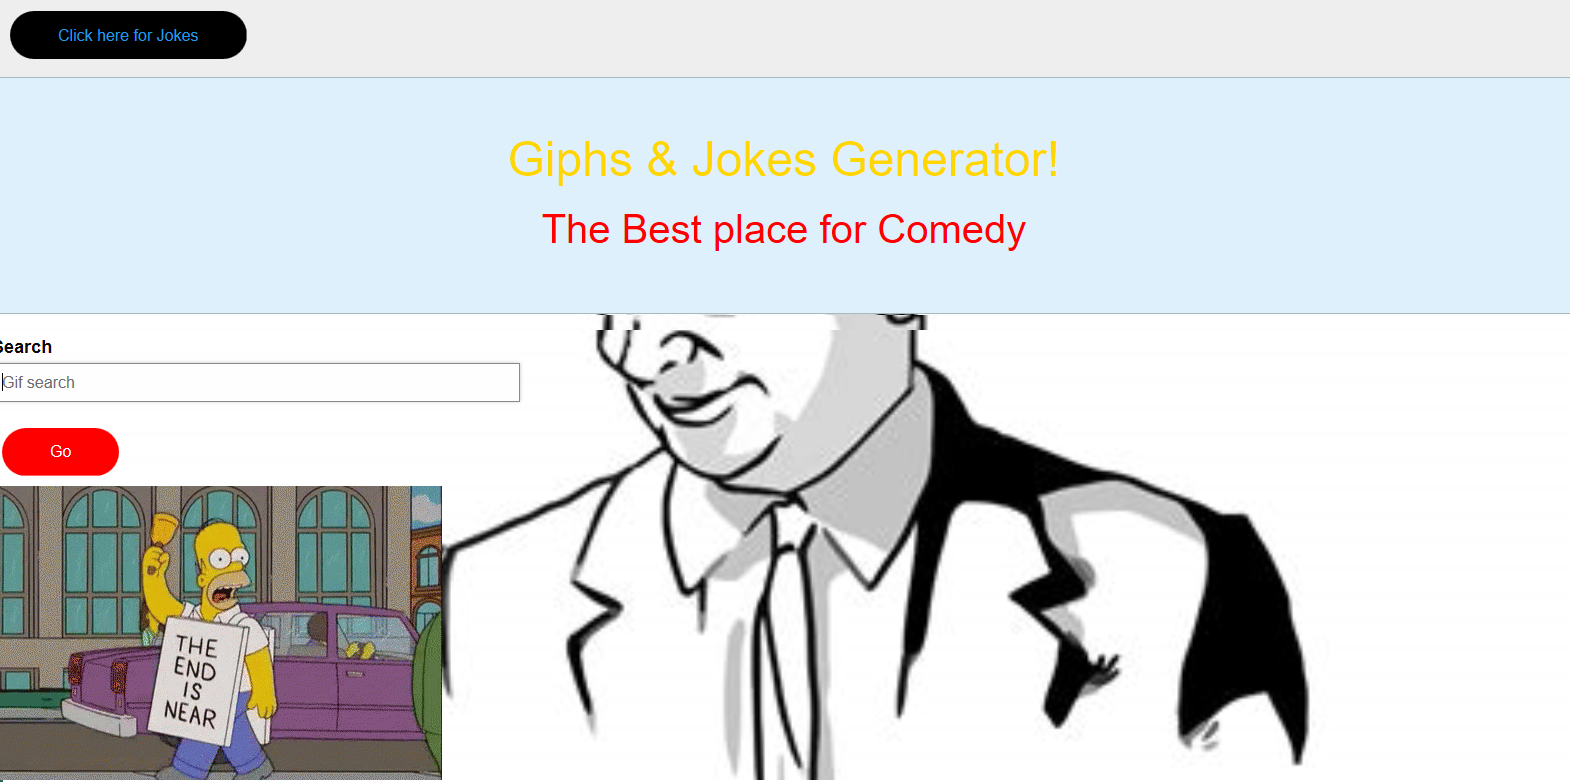 Click here for Jokes
Giphs & Jokes Generator!
The Best place for Comedy
Search
Gif search
Go
THE
END
IS
NEAR